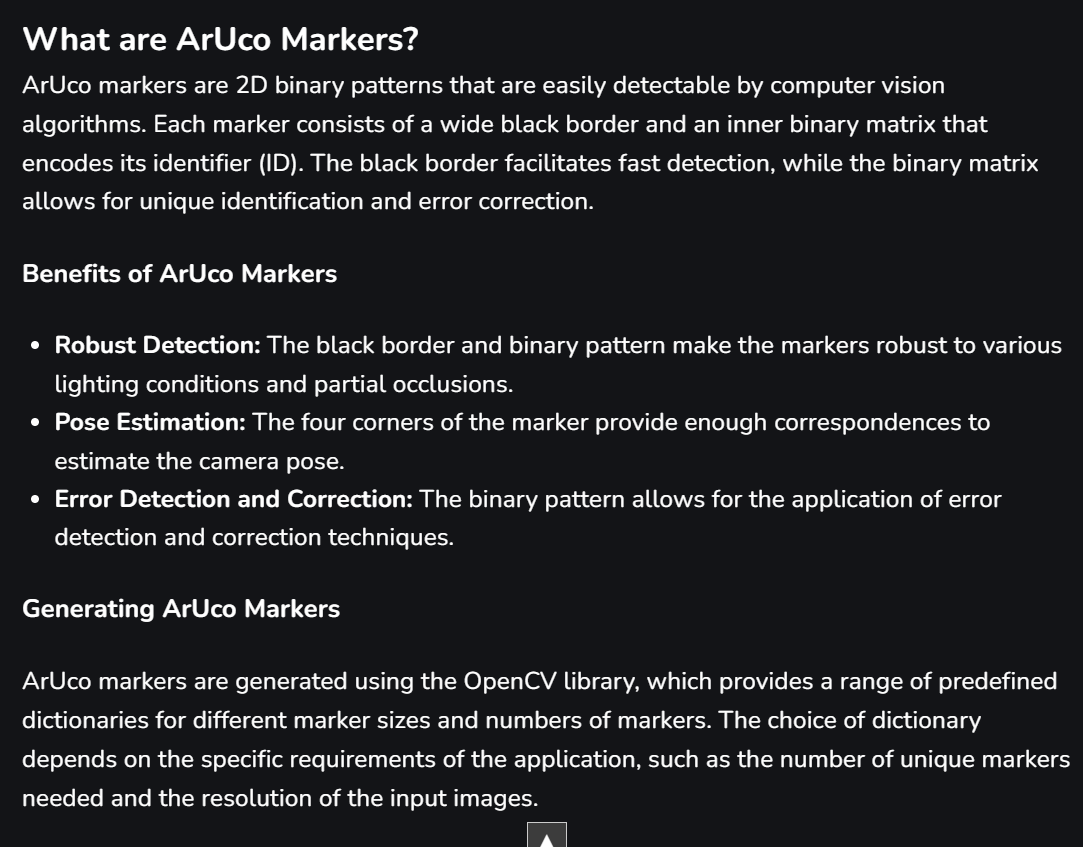 What are ArUco Markers?
ArUco markers are 2D binary patterns that are easily detectable by computer vision
algorithms. Each marker consists of a wide black border and an inner binary matrix that
encodes its identifier (ID). The black border facilitates fast detection, while the binary matrix
allows for unique identification and error correction.
Benefits of ArUco Markers
• Robust Detection: The black border and binary pattern make the markers robust to various
lighting conditions and partial occlusions.
• Pose Estimation: The four corners of the marker provide enough correspondences to
estimate the camera pose.
• Error Detection and Correction: The binary pattern allows for the application of error
detection and correction techniques.
Generating ArUco Markers
ArUco markers are generated using the OpenCV library, which provides a range of predefined
dictionaries for different marker sizes and numbers of markers. The choice of dictionary
depends on the specific requirements of the application, such as the number of unique markers
needed and the resolution of the input images.